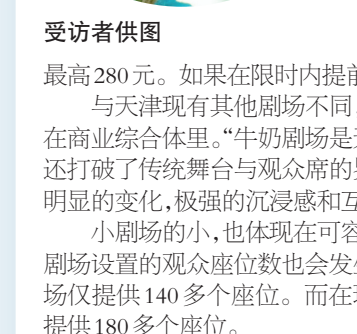 受访者供图
最高280元。如果在限时内提前
与天津现有其他剧场不同
在商业综合体里。“牛奶剧场是
还打破了传统舞台与观众席的
明显的变化，极强的沉浸感和互
小剧场的小，也体现在可容
剧场设置的观众座位数也会发
场仅提供140多个座位。而在
提供180多个座位。